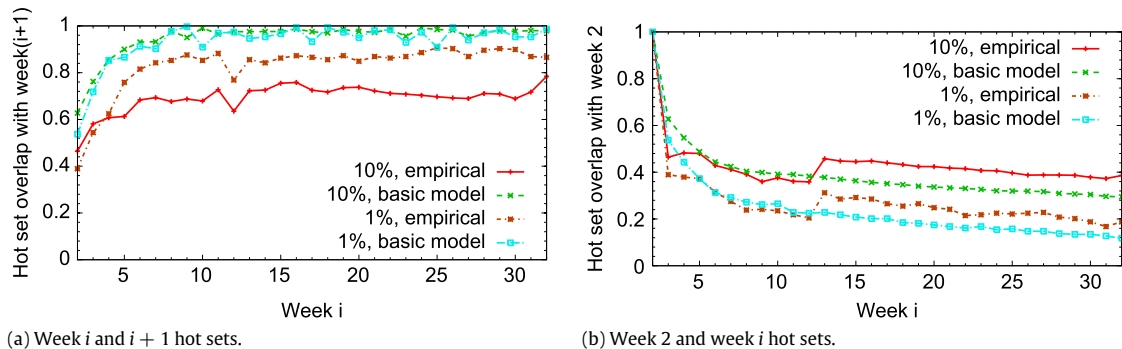 Hot set overlap with week(i+1)
1
0.8
0.6
0.4
0.2
0
5
10
15
20
25
30
Week i
10%, empirical
10%, basic model
1%, empirical
1%, basic model
(a) Week i and i + 1 hot sets.
Hot set overlap with week 2
1
0.8
0.6
0.4
0.2
0
5
10
15
20
25
30
Week i
10%, empirical
10%, basic model
1%, empirical
1%, basic model
(b) Week 2 and week i hot sets.